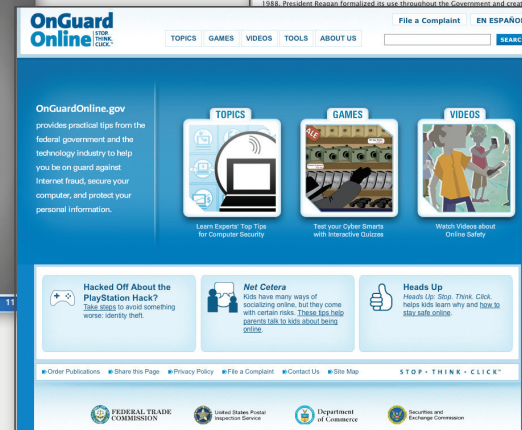 1988, President Reagan formalized its use throughout the Government and creat
OnGuard
Online STOP THINK CLICK.™
File a Complaint EN ESPAÑOL
TOPICS GAMES VIDEOS TOOLS ABOUT US
SEARC
OnGuardOnline.gov
provides practical tips from the
federal government and the
technology industry to help
you be on guard against
Internet fraud, secure your
computer, and protect your
personal information.
TOPICS
Learn Experts' Top Tips
for Computer Security
GAMES
SALE
Test your Cyber Smarts
with Interactive Quizzes
VIDEOS
Watch Videos about
Online Safety
11
Hacked Off About the
PlayStation Hack?
Take steps to avoid something
worse: identity theft.
Net Cetera
Kids have many ways of
socializing online, but they come
with certain risks. These tips help
parents talk to kids about being
online.
Heads Up
Heads Up: Stop. Think. Click.
helps kids learn why and how to
stay safe online.
Order Publications Share this Page Privacy Policy File a Complaint Contact Us Site Map
STOP • THINK • CLICK™
FEDERAL TRADE
COMMISSION
United States Postal
Inspection Service
Department
of Commerce
Securities and
Exchange Commission